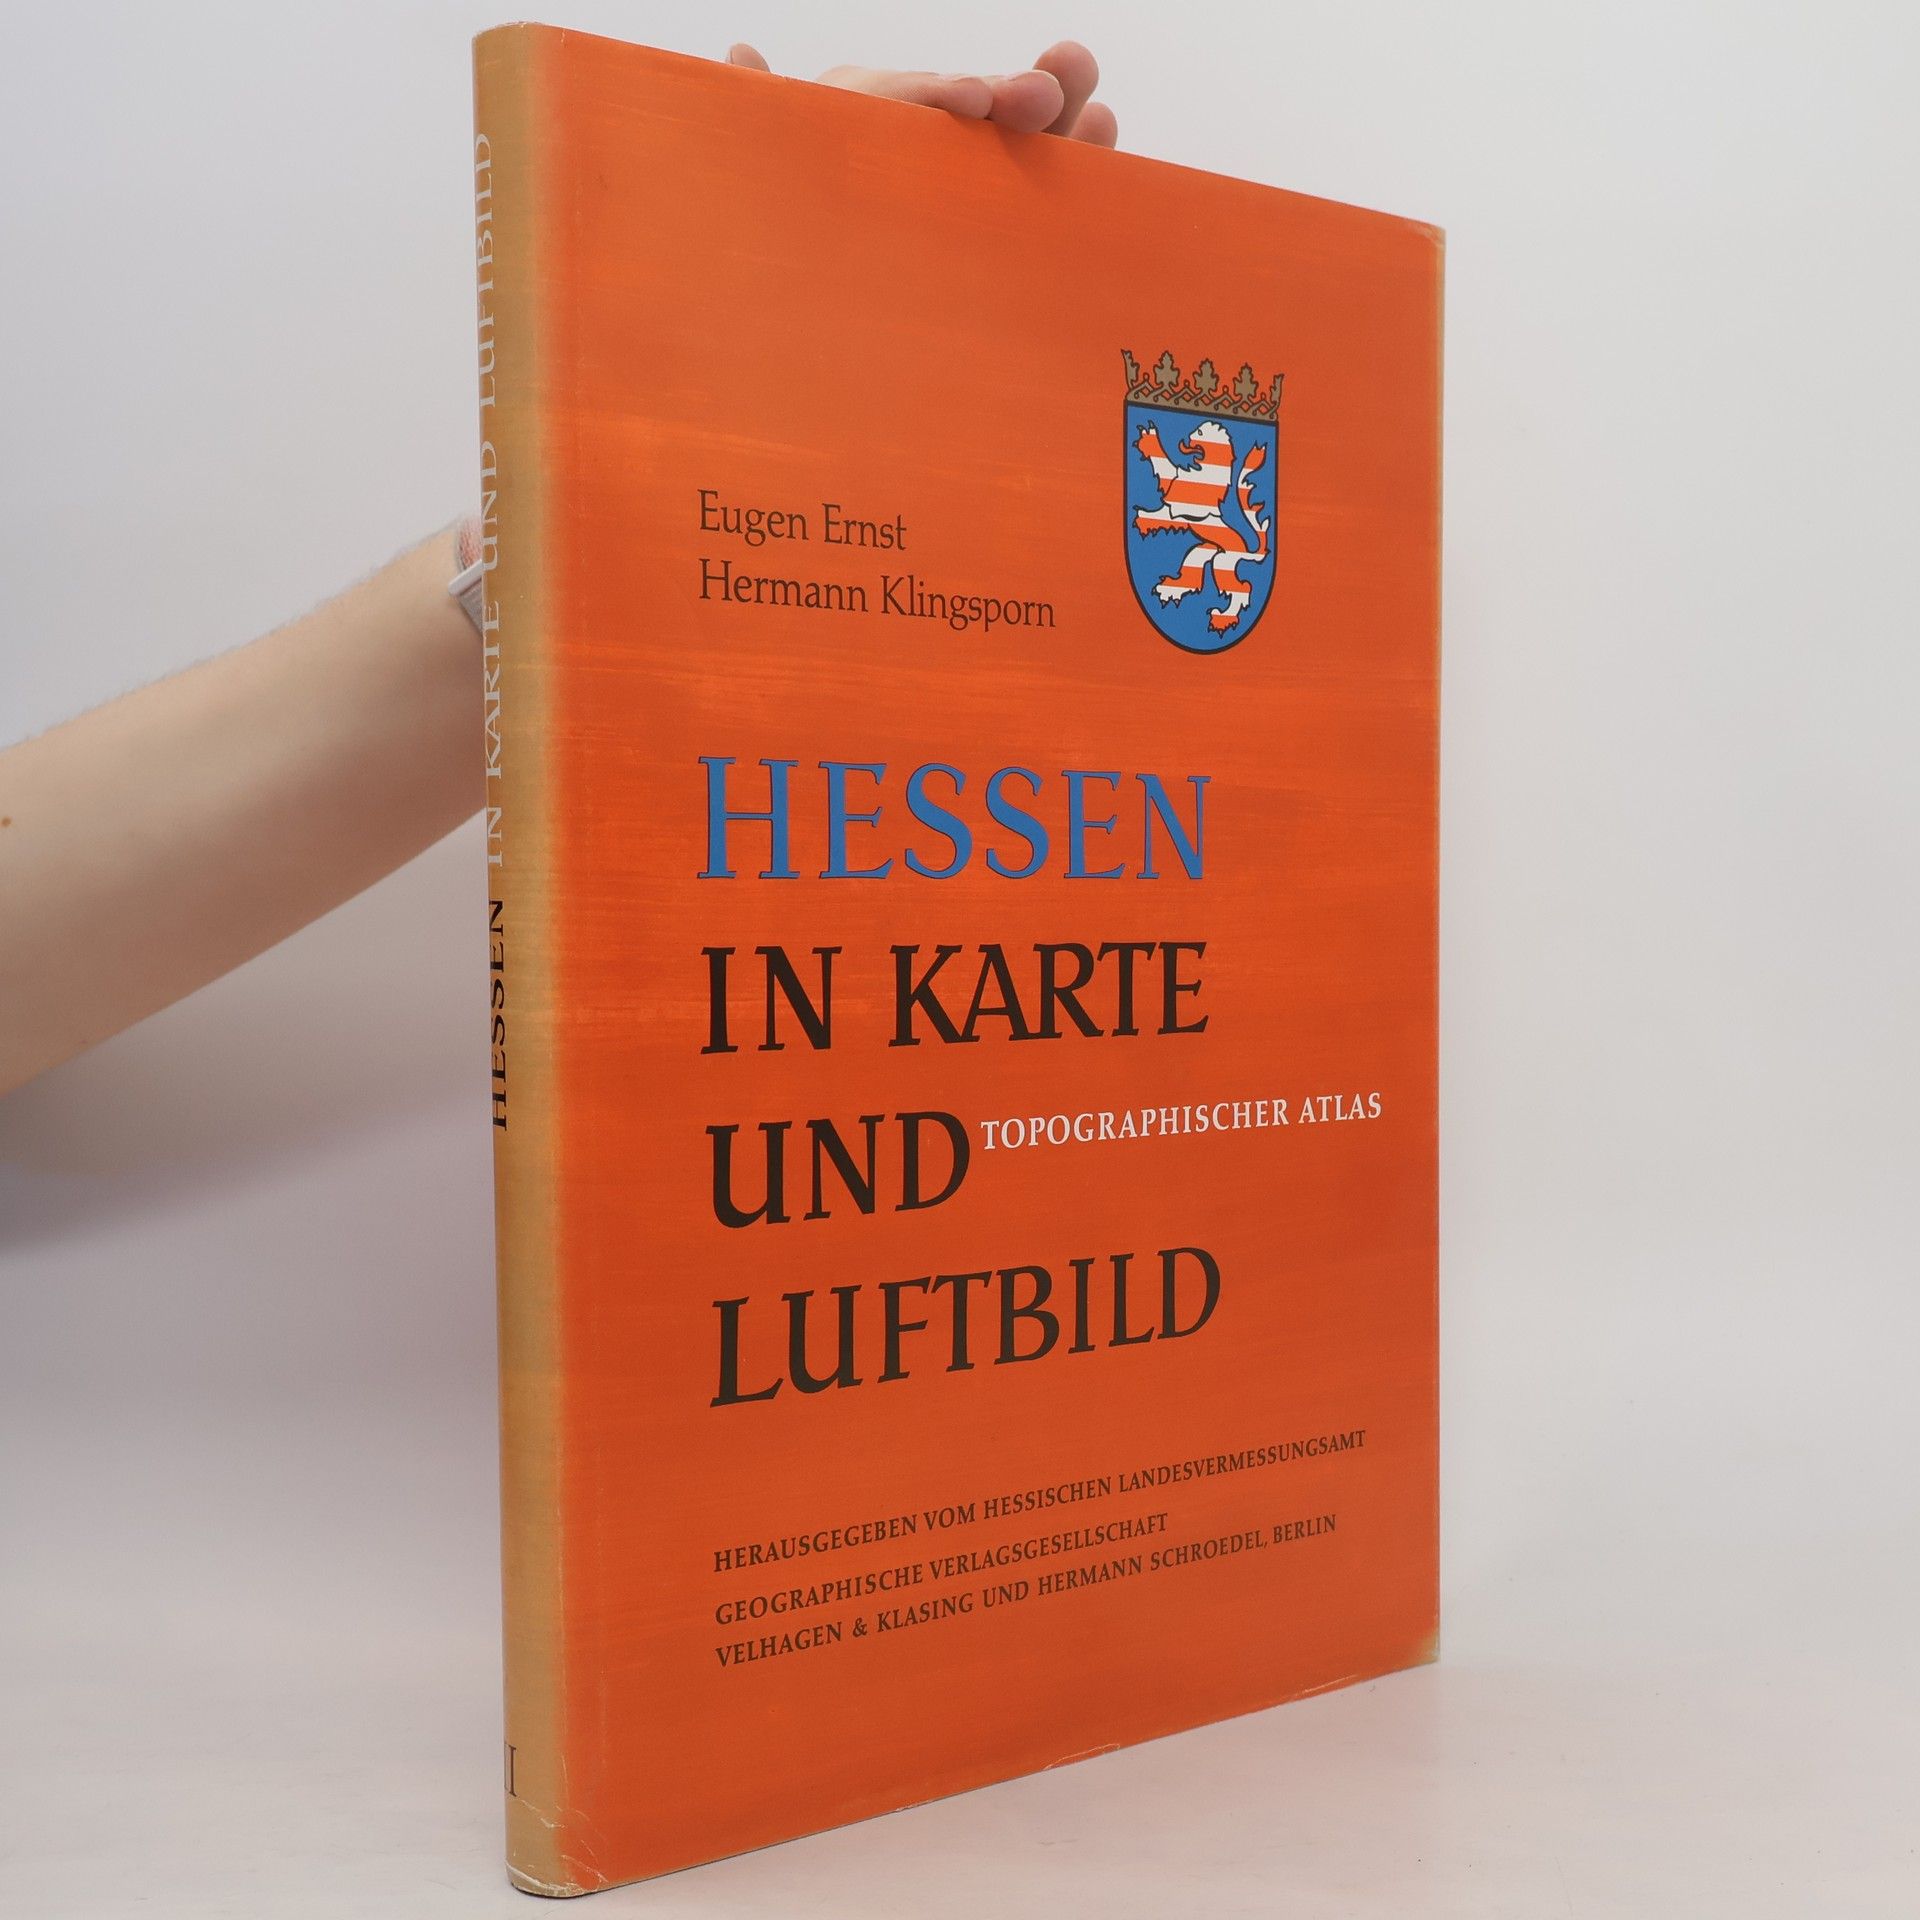 HESSEN IN KARTE UND LUFTBILD
Eugen Ernst
Hermann Klingsporn
HESSEN
IN KARTE
UND TOPOGRAPHISCHER ATLAS
LUFTBILD
HERAUSGEGEBEN VOM HESSISCHEN LANDESVERMESSUNGSAMT
GEOGRAPHISCHE VERLAGSGESELLSCHAFT
VELHAGEN & KLASING UND HERMANN SCHROEDEL, BERLIN